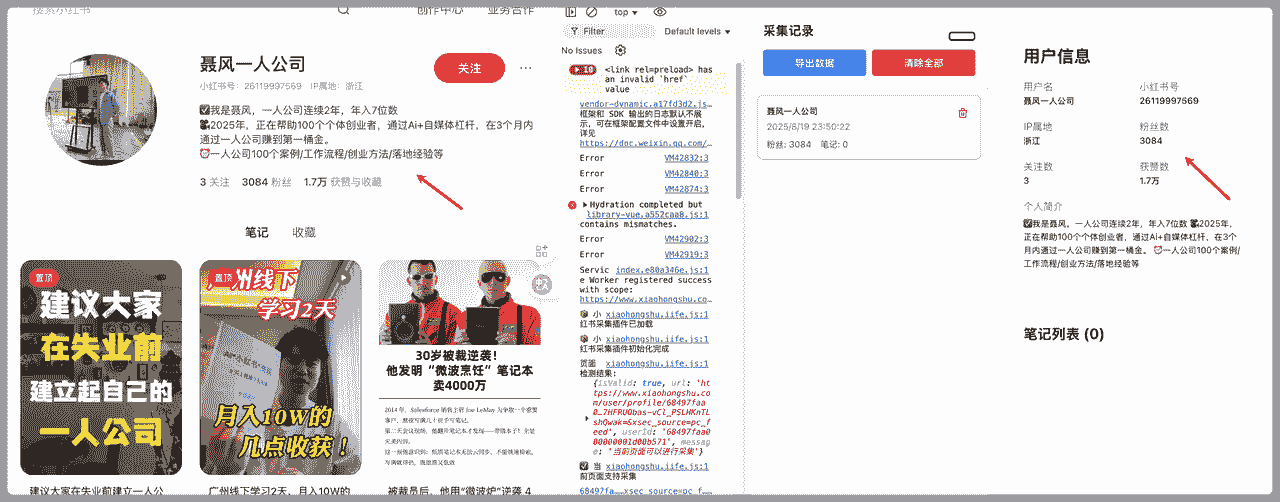 搜索小红书
创作中心
业务合作
聂风一人公司
小红书号：26119997569 IP属地：浙江
关注
...
✅我是聂风，一人公司连续2年，年入7位数
2025年，正在帮助100个个体创业者，通过Ai+自媒体杠杆，在3个月内
通过一人公司赚到第一桶金。
⏰一人公司100个案例/工作流程/创业方法/落地经验等
3 关注 3084 粉丝 1.7万 获赞与收藏
笔记 收藏
置顶
建议大家
在失业前
建立起自己的
一人公司
建议大家在失业前建立一人公
置顶
广州线下
学习2天
月入10W的
几点收获！
广州线下学习2天，月入10W的
30岁被裁逆袭！
他发明“微波烹饪”笔记本
卖4000万
被裁员后，他用“微波炉”逆袭 4
top
Filter
Default levels
No Issues
<link rel=preload> has
an invalid `href`
value
vendor-dynamic.a17fd3d2.js…
框架和 SDK 输出的日志默认不展
示，可在框架配置文件中设置开启，
详见
https://doc.weixin.qq.com/…
Error VM42832:3
Error VM42840:3
Error VM42874:3
Hydration completed but
library-vue.a552caa8.js:1
contains mismatches.
Error VM42902:3
Error VM42919:3
Servic index.e80a346e.js:1
e Worker registered success
with scope:
https://www.xiaohongshu.co…
小 xiaohongshu.iife.js:1
红书采集插件已加载
小 xiaohongshu.iife.js:1
红书采集插件初始化完成
页面 xiaohongshu.iife.js:1
检测结果:
{isValid: true, url: 'h
ttps://www.xiaohongshu.com
/user/profile/68497faa
feed', userId:
message
e: '当前页面可以进行采集'}
✅ 当 xiaohongshu.iife.js:1
前页面支持采集
采集记录
导出数据
清除全部
聂风一人公司
2025/8/19 23:50:22
粉丝: 3084 笔记: 0
用户信息
用户名 小红书号
聂风一人公司 26119997569
IP属地 粉丝数
浙江 3084
关注数 获赞数
3 1.7万
个人简介
✅我是聂风，一人公司连续2年，年入7位数 2025年，
正在帮助100个个体创业者，通过Ai+自媒体杠杆，在3个
月内通过一人公司赚到第一桶金。 ⏰一人公司100个案例/
工作流程/创业方法/落地经验等
笔记列表 (0)